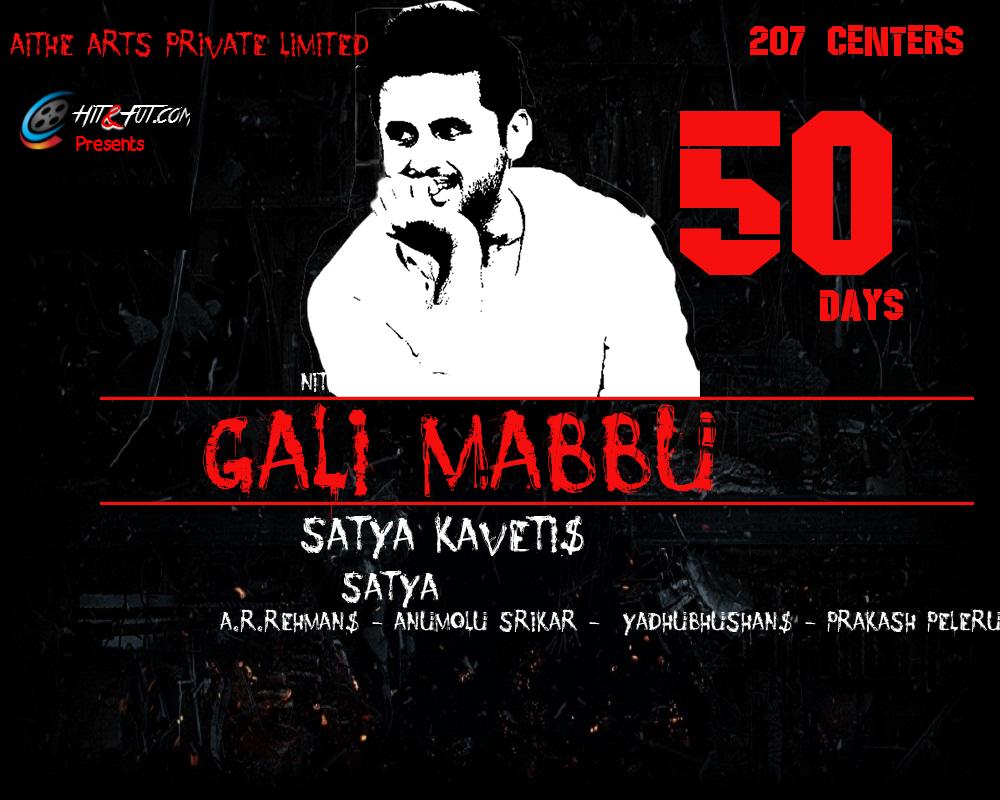 AITHE ARTS PRIVATE LIMITED
207 CENTERS
HIT&FUT.COM
Presents
50
DAYS
NIT
GALI MABBU
SATYA KAVETI$
SATYA
A.R.REHMAN$ - ANUMOLU SRIKAR - YADHUBHUSHAN$ - PRAKASH PELERU